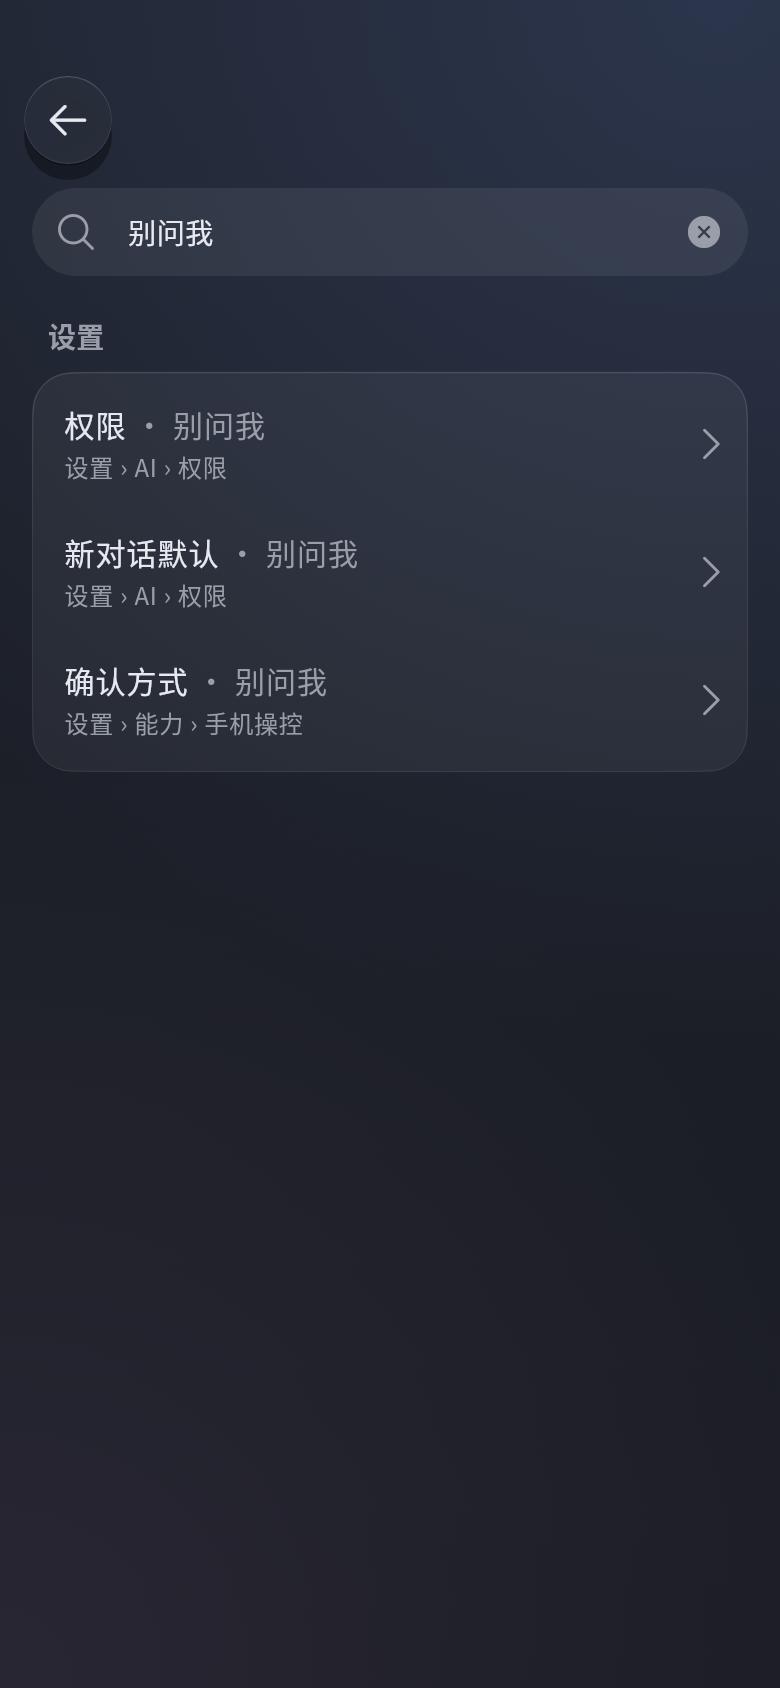 别问我
设置
权限 · 别问我
设置 › AI › 权限
新对话默认 · 别问我
设置 › AI › 权限
确认方式 · 别问我
设置 › 能力 › 手机操控